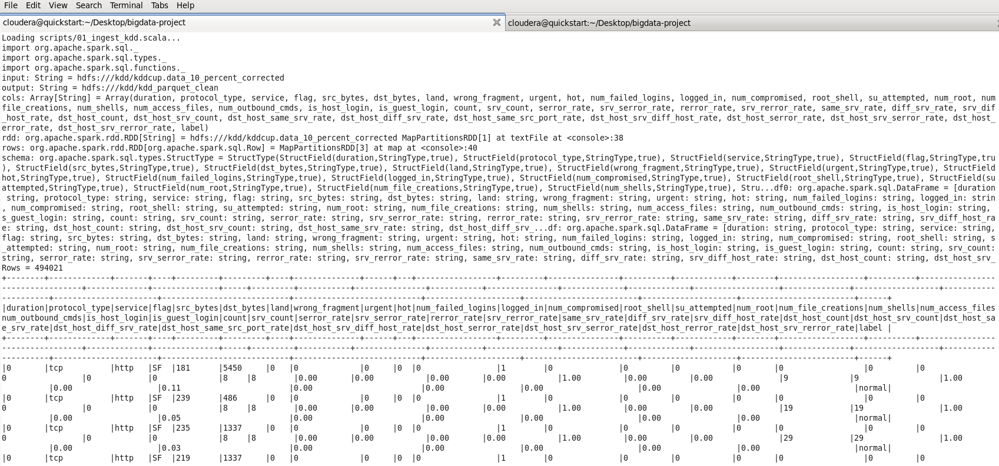 File Edit View Search Terminal Tabs Help
cloudera@quickstart:~/Desktop/bigdata-project cloudera@quickstart:~/Desktop/bigdata-project
Loading scripts/01_ingest_kdd.scala...
import org.apache.spark.sql._
import org.apache.spark.sql.types._
import org.apache.spark.sql.functions._
input: String = hdfs:///kdd/kddcup.data_10_percent_corrected
output: String = hdfs:///kdd/kdd_parquet_clean
cols: Array[String] = Array(duration, protocol_type, service, flag, src_bytes, dst_bytes, land, wrong_fragment, urgent, hot, num_failed_logins, logged_in, num_compromised, root_shell, su_attempted, num_root, num
file_creations, num_shells, num_access_files, num_outbound_cmds, is_host_login, is_guest_login, count, srv_count, serror_rate, srv_serror_rate, rerror_rate, srv_rerror_rate, same_srv_rate, diff_srv_rate, srv_dif
_host_rate, dst_host_count, dst_host_srv_count, dst_host_same_srv_rate, dst_host_diff_srv_rate, dst_host_same_src_port_rate, dst_host_srv_diff_host_rate, dst_host_serror_rate, dst_host_srv_serror_rate, dst_host_
error_rate, dst_host_srv_rerror_rate, label)
rdd: org.apache.spark.rdd.RDD[String] = hdfs:///kdd/kddcup.data_10_percent_corrected MapPartitionsRDD[1] at textFile at <console>:38
rows: org.apache.spark.rdd.RDD[org.apache.spark.sql.Row] = MapPartitionsRDD[3] at map at <console>:40
schema: org.apache.spark.sql.types.StructType = StructType(StructField(duration,StringType,true), StructField(protocol_type,StringType,true), StructField(service,StringType,true), StructField(flag,StringType,tru
), StructField(src_bytes,StringType,true), StructField(dst_bytes,StringType,true), StructField(land,StringType,true), StructField(wrong_fragment,StringType,true), StructField(urgent,StringType,true), StructField
hot,StringType,true), StructField(num_failed_logins,StringType,true), StructField(logged_in,StringType,true), StructField(num_compromised,StringType,true), StructField(root_shell,StringType,true), StructField(su
attempted,StringType,true), StructField(num_root,StringType,true), StructField(num_file_creations,StringType,true), StructField(num_shells,StringType,true), Stru...df0: org.apache.spark.sql.DataFrame = [duration
string, protocol_type: string, service: string, flag: string, src_bytes: string, dst_bytes: string, land: string, wrong_fragment: string, urgent: string, hot: string, num_failed_logins: string, logged_in: strin
, num_compromised: string, root_shell: string, su_attempted: string, num_root: string, num_file_creations: string, num_shells: string, num_access_files: string, num_outbound_cmds: string, is_host_login: string,
s_guest_login: string, count: string, srv_count: string, serror_rate: string, srv_serror_rate: string, rerror_rate: string, srv_rerror_rate: string, same_srv_rate: string, diff_srv_rate: string, srv_diff_host_ra
e: string, dst_host_count: string, dst_host_srv_count: string, dst_host_same_srv_rate: string, dst_host_diff_srv_...df: org.apache.spark.sql.DataFrame = [duration: string, protocol_type: string, service: string,
flag: string, src_bytes: string, dst_bytes: string, land: string, wrong_fragment: string, urgent: string, hot: string, num_failed_logins: string, logged_in: string, num_compromised: string, root_shell: string, s
_attempted: string, num_root: string, num_file_creations: string, num_shells: string, num_access_files: string, num_outbound_cmds: string, is_host_login: string, is_guest_login: string, count: string, srv_count:
string, serror_rate: string, srv_serror_rate: string, rerror_rate: string, srv_rerror_rate: string, same_srv_rate: string, diff_srv_rate: string, srv_diff_host_rate: string, dst_host_count: string, dst_host_srv_
Rows = 494021
|duration|protocol_type|service|flag|src_bytes|dst_bytes|land|wrong_fragment|urgent|hot|num_failed_logins|logged_in|num_compromised|root_shell|su_attempted|num_root|num_file_creations|num_shells|num_access_files
num_outbound_cmds|is_host_login|is_guest_login|count|srv_count|serror_rate|srv_serror_rate|rerror_rate|srv_rerror_rate|same_srv_rate|diff_srv_rate|srv_diff_host_rate|dst_host_count|dst_host_srv_count|dst_host_sa
e_srv_rate|dst_host_diff_srv_rate|dst_host_same_src_port_rate|dst_host_srv_diff_host_rate|dst_host_serror_rate|dst_host_srv_serror_rate|dst_host_rerror_rate|dst_host_srv_rerror_rate|label |
|0 |tcp |http |SF |181 |5450 |0 |0 |0 |0 |0 |1 |0 |0 |0 |0 |0 |0 |0
0 |0 |0 |8 |8 |0.00 |0.00 |0.00 |0.00 |1.00 |0.00 |0.00 |9 |9 |1.00
|0.00 |0.11 |0.00 |0.00 |0.00 |0.00 |0.00 |normal|
|0 |tcp |http |SF |239 |486 |0 |0 |0 |0 |0 |1 |0 |0 |0 |0 |0 |0 |0
0 |0 |0 |8 |8 |0.00 |0.00 |0.00 |0.00 |1.00 |0.00 |0.00 |19 |19 |1.00
|0.00 |0.05 |0.00 |0.00 |0.00 |0.00 |0.00 |normal|
|0 |tcp |http |SF |235 |1337 |0 |0 |0 |0 |0 |1 |0 |0 |0 |0 |0 |0 |0
0 |0 |0 |8 |8 |0.00 |0.00 |0.00 |0.00 |1.00 |0.00 |0.00 |29 |29 |1.00
|0.00 |0.03 |0.00 |0.00 |0.00 |0.00 |0.00 |normal|
|0 |tcp |http |SF |219 |1337 |0 |0 |0 |0 |0 |1 |0 |0 |0 |0 |0 |0 |0